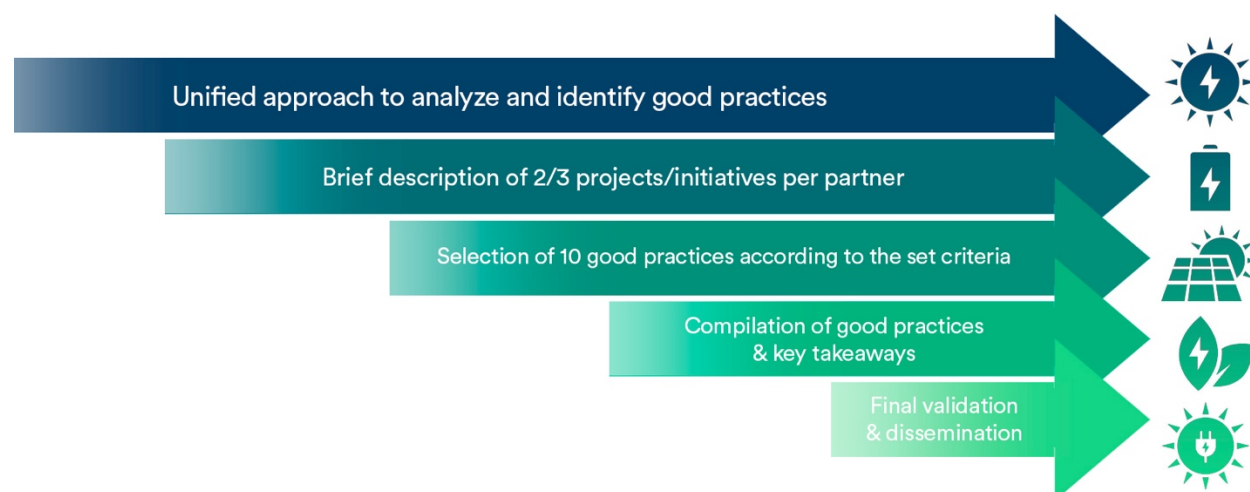 Unified approach to analyze and identify good practices
Brief description of 2/3 projects/initiatives per partner
Selection of 10 good practices according to the set criteria
Compilation of good practices
& key takeaways
Final validation
& dissemination